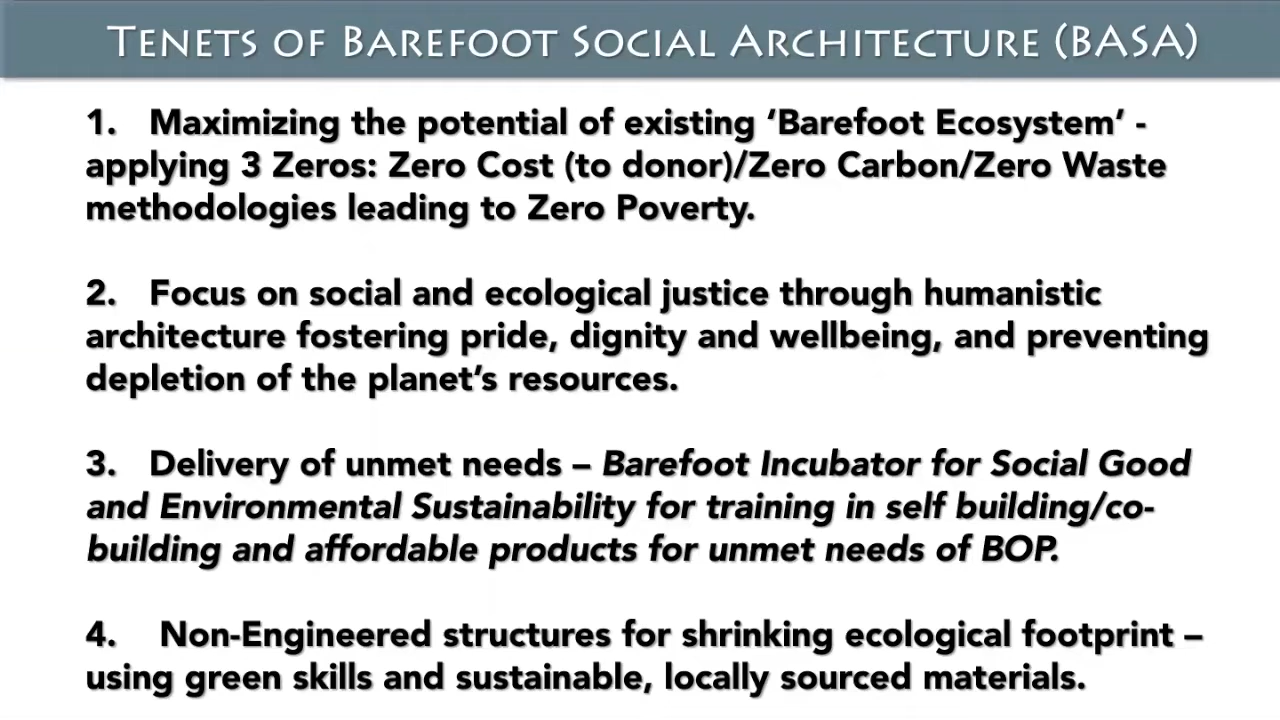 TENETS OF BAREFOOT SOCIAL ARCHITECTURE (BASA)
1. Maximizing the potential of existing ‘Barefoot Ecosystem’ -
applying 3 Zeros: Zero Cost (to donor)/Zero Carbon/Zero Waste
methodologies leading to Zero Poverty.
2. Focus on social and ecological justice through humanistic
architecture fostering pride, dignity and wellbeing, and preventing
depletion of the planet’s resources.
3. Delivery of unmet needs – Barefoot Incubator for Social Good
and Environmental Sustainability for training in self building/co-
building and affordable products for unmet needs of BOP.
4. Non-Engineered structures for shrinking ecological footprint –
using green skills and sustainable, locally sourced materials.